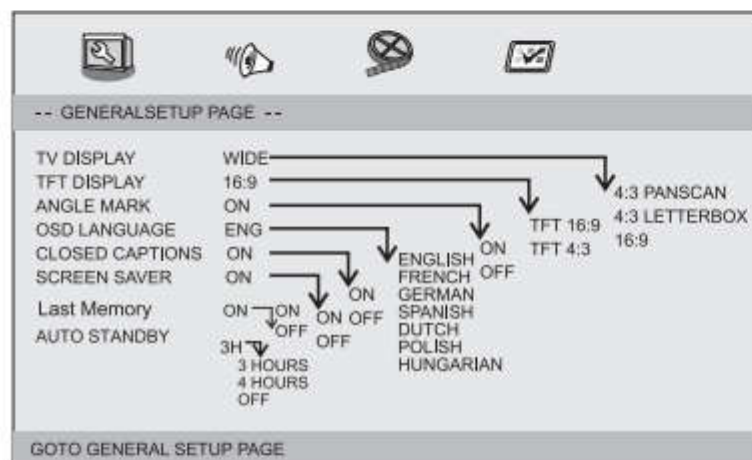 -- GENERALSETUP PAGE --
TV DISPLAY WIDE
TFT DISPLAY 16:9
ANGLE MARK ON
OSD LANGUAGE ENG
CLOSED CAPTIONS ON
SCREEN SAVER ON
Last Memory ON
AUTO STANDBY 3H
4:3 PANSCAN
4:3 LETTERBOX
16:9
TFT 16:9
TFT 4:3
ON
OFF
ENGLISH
FRENCH
GERMAN
SPANISH
DUTCH
POLISH
HUNGARIAN
ON
OFF
ON
OFF
ON
OFF
3 HOURS
4 HOURS
OFF
GOTO GENERAL SETUP PAGE